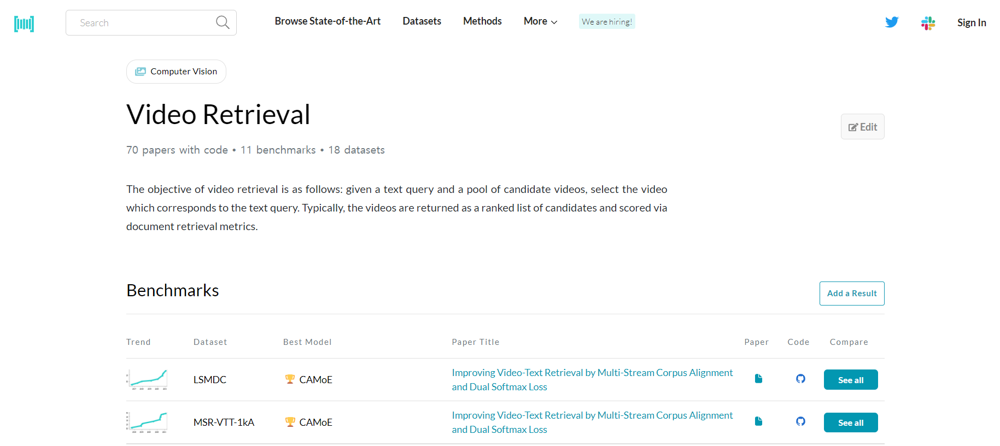 Search
Browse State-of-the-Art Datasets Methods More We are hiring! Sign In
Computer Vision
Video Retrieval
Edit
70 papers with code • 11 benchmarks • 18 datasets
The objective of video retrieval is as follows: given a text query and a pool of candidate videos, select the video
which corresponds to the text query. Typically, the videos are returned as a ranked list of candidates and scored via
document retrieval metrics.
Benchmarks
Add a Result
Trend Dataset Best Model Paper Title Paper Code Compare
Improving Video-Text Retrieval by Multi-Stream Corpus Alignment
LSMDC CAMoE See all
and Dual Softmax Loss
Improving Video-Text Retrieval by Multi-Stream Corpus Alignment
MSR-VTT-1kA CAMoE See all
and Dual Softmax Loss